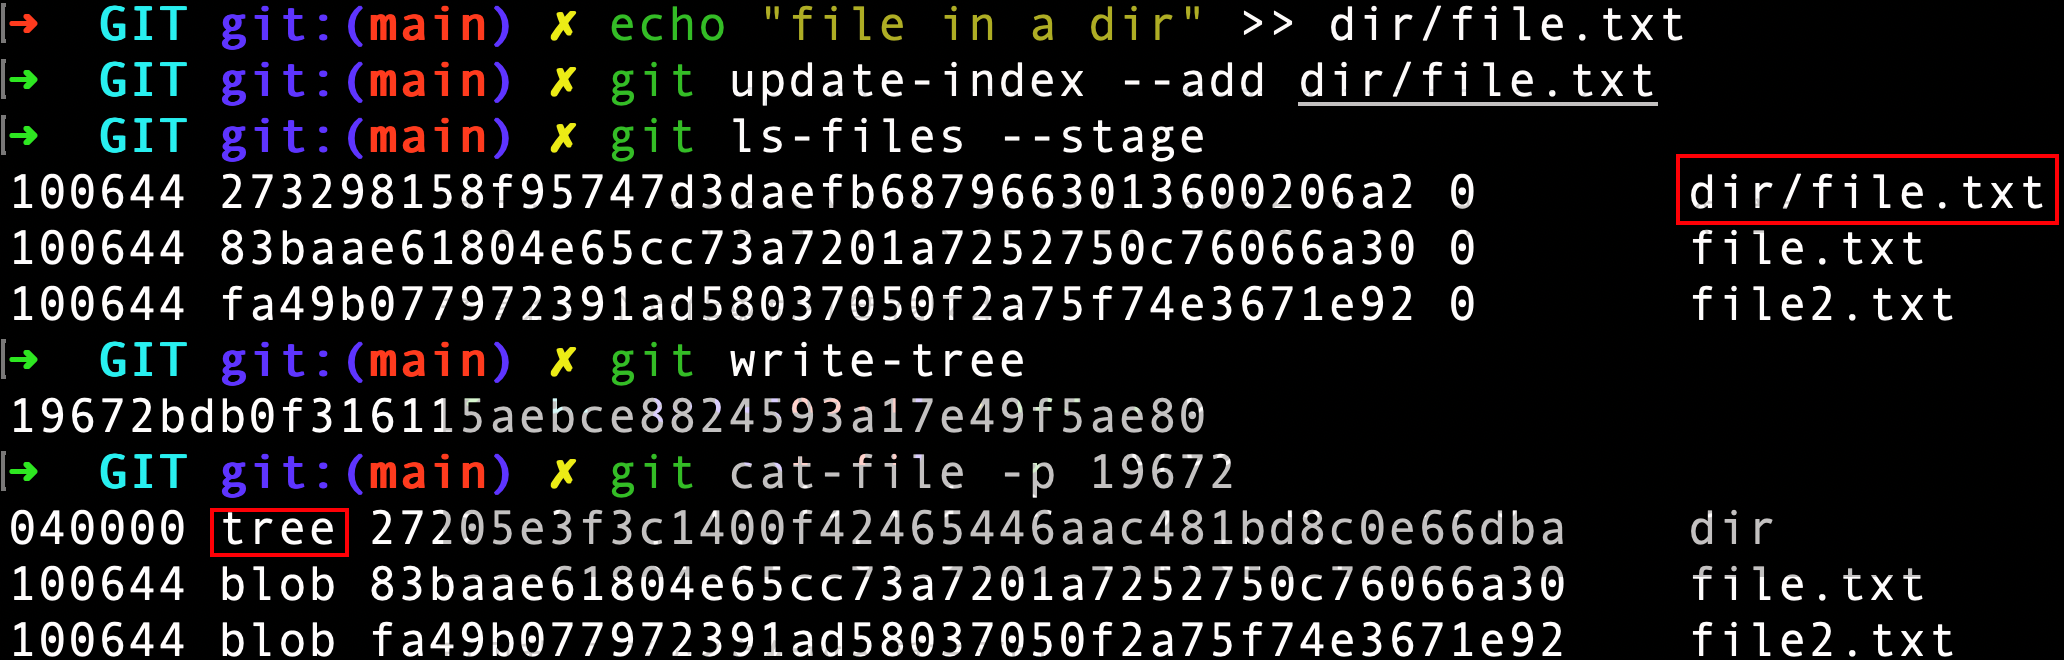 ➜ GIT git:(main) ✗ echo "file in a dir" >> dir/file.txt
➜ GIT git:(main) ✗ git update-index --add dir/file.txt
➜ GIT git:(main) ✗ git ls-files --stage
100644 273298158f95747d3daefb6879663013600206a2 0 dir/file.txt
100644 83baae61804e65cc73a7201a7252750c76066a30 0 file.txt
100644 fa49b077972391ad58037050f2a75f74e3671e92 0 file2.txt
➜ GIT git:(main) ✗ git write-tree
19672bdb0f316115aebce8824593a17e49f5ae80
➜ GIT git:(main) ✗ git cat-file -p 19672
040000 tree 27205e3f3c1400f42465446aac481bd8c0e66dba dir
100644 blob 83baae61804e65cc73a7201a7252750c76066a30 file.txt
100644 blob fa49b077972391ad58037050f2a75f74e3671e92 file2.txt